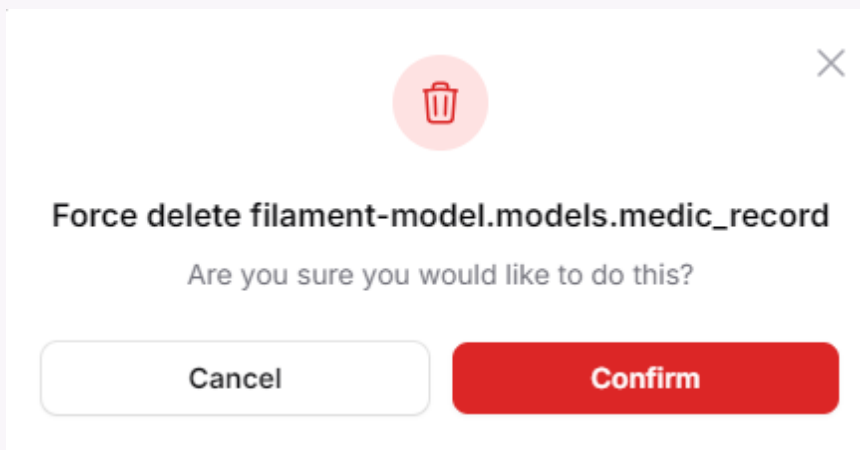 Force delete filament-model.models.medic_record
Are you sure you would like to do this?
Cancel
Confirm